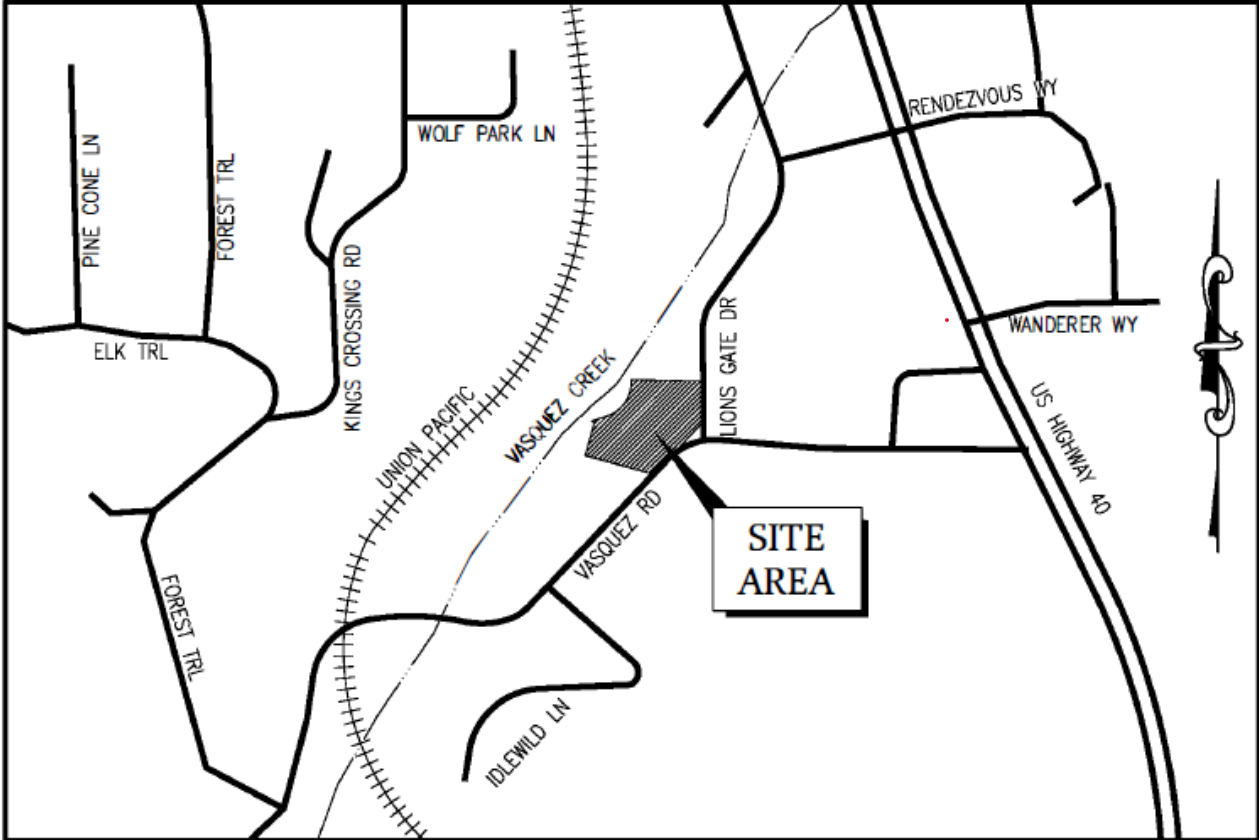 RENDEZVOUS WY
WOLF PARK LN
PINE CONE LN
FOREST TRL
KINGS CROSSING RD
LIONS GATE DR
WANDERER WY
ELK TRL
UNION PACIFIC
VASQUEZ CREEK
US HIGHWAY 40
VASQUEZ RD
SITE
AREA
FOREST TRL
IDLEWILD LN